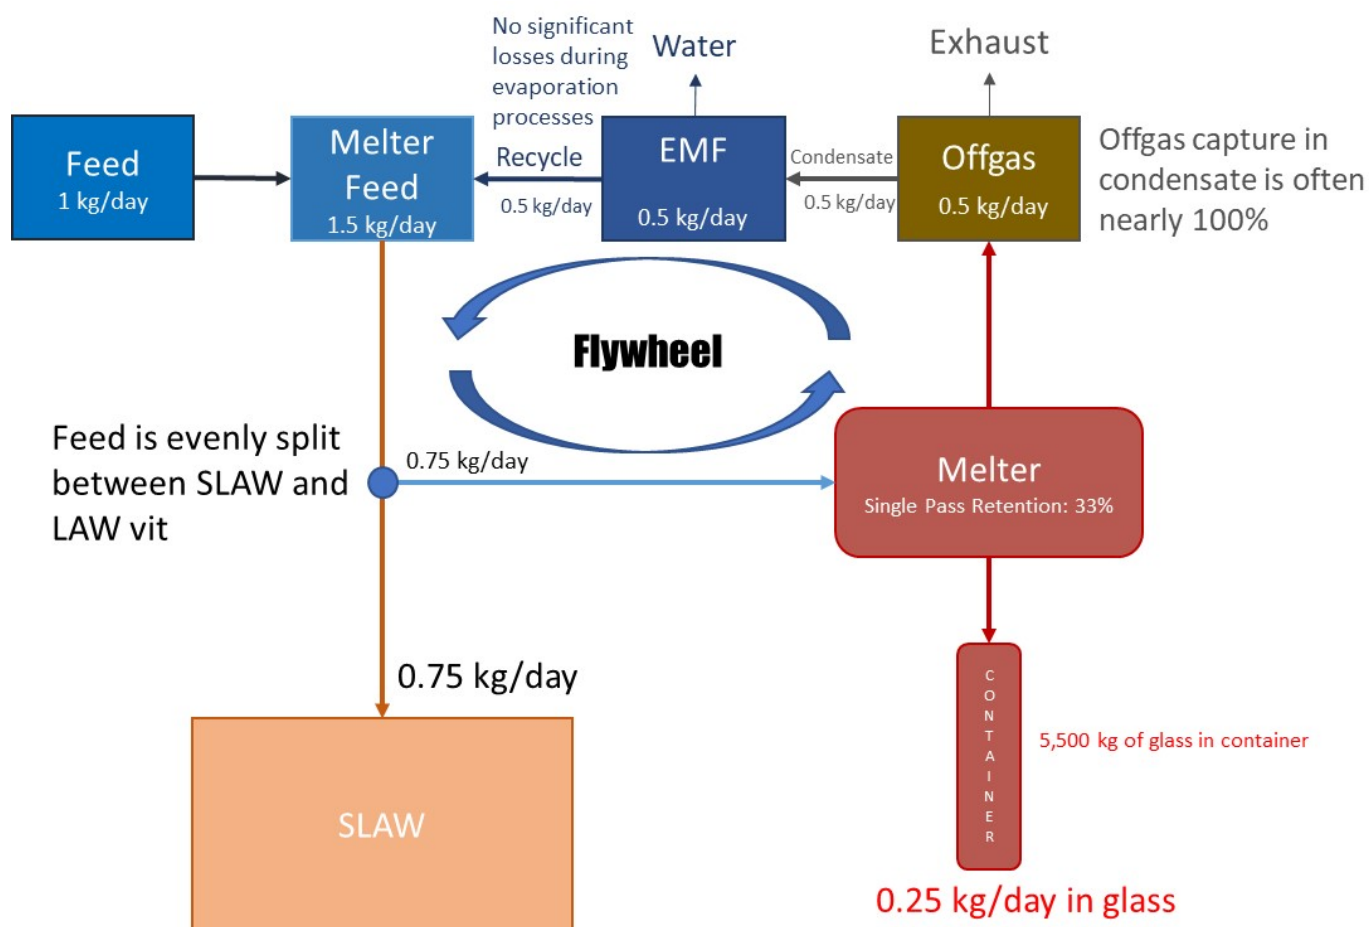 No significant
losses during
evaporation
processes
Water
Exhaust
Feed
1 kg/day
Melter
Feed
1.5 kg/day
Recycle
0.5 kg/day
EMF
0.5 kg/day
Condensate
0.5 kg/day
Offgas
0.5 kg/day
Offgas capture in
condensate is often
nearly 100%
Flywheel
Feed is evenly split
between SLAW and
LAW vit
0.75 kg/day
Melter
Single Pass Retention: 33%
0.75 kg/day
SLAW
CONTAINER
5,500 kg of glass in container
0.25 kg/day in glass